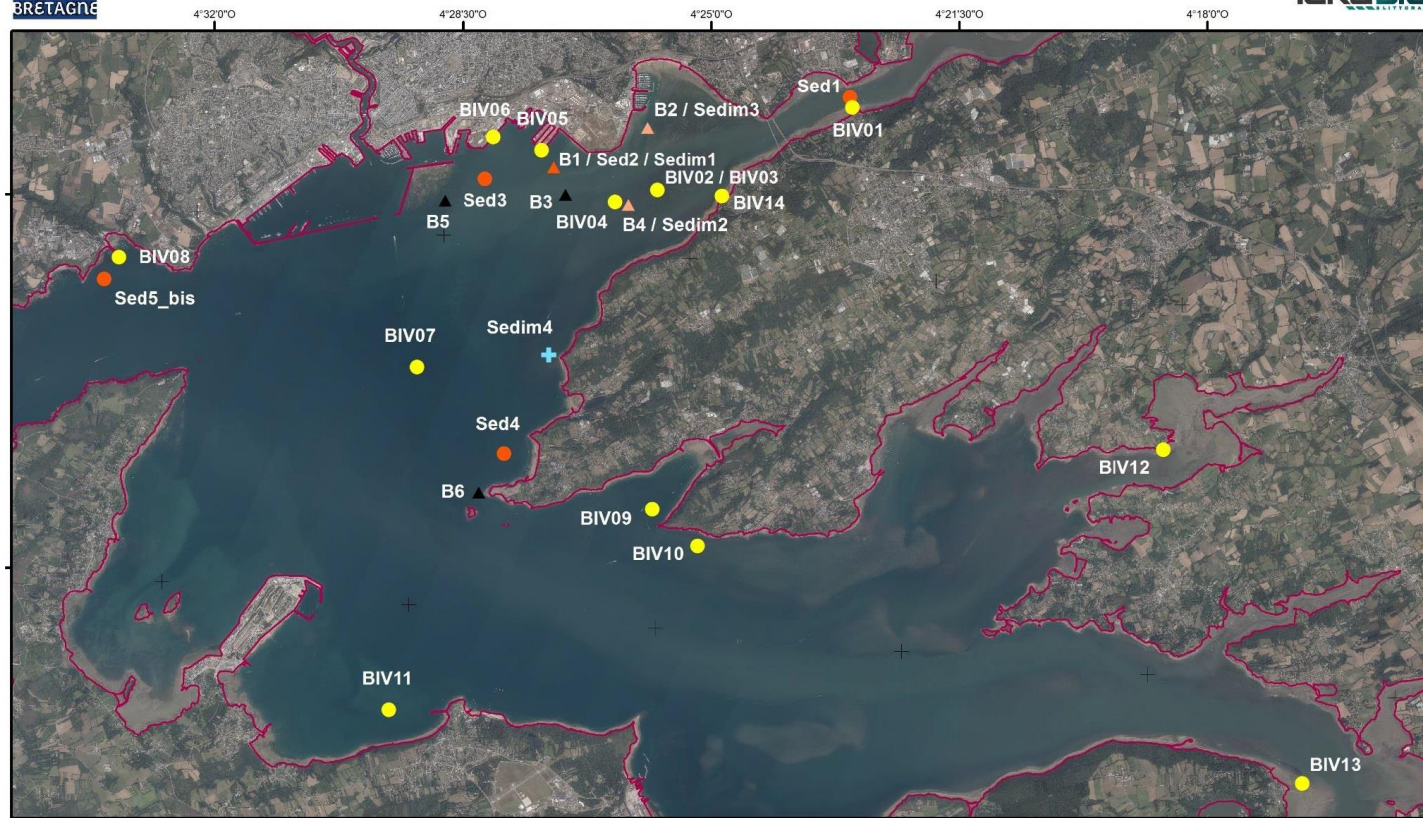 BRETAGNE
4°32'0"O
4°28'30"O
4°25'0"O
4°21'30"O
4°18'0"O
Sed1
BIV01
B2 / Sedim3
BIV06
BIV05
B1 / Sed2 / Sedim1
BIV02 / BIV03
Sed3
B3
BIV14
B5
BIV04
B4 / Sedim2
BIV08
Sed5_bis
Sedim4
BIV07
Sed4
BIV12
B6
BIV09
BIV10
BIV11
BIV13